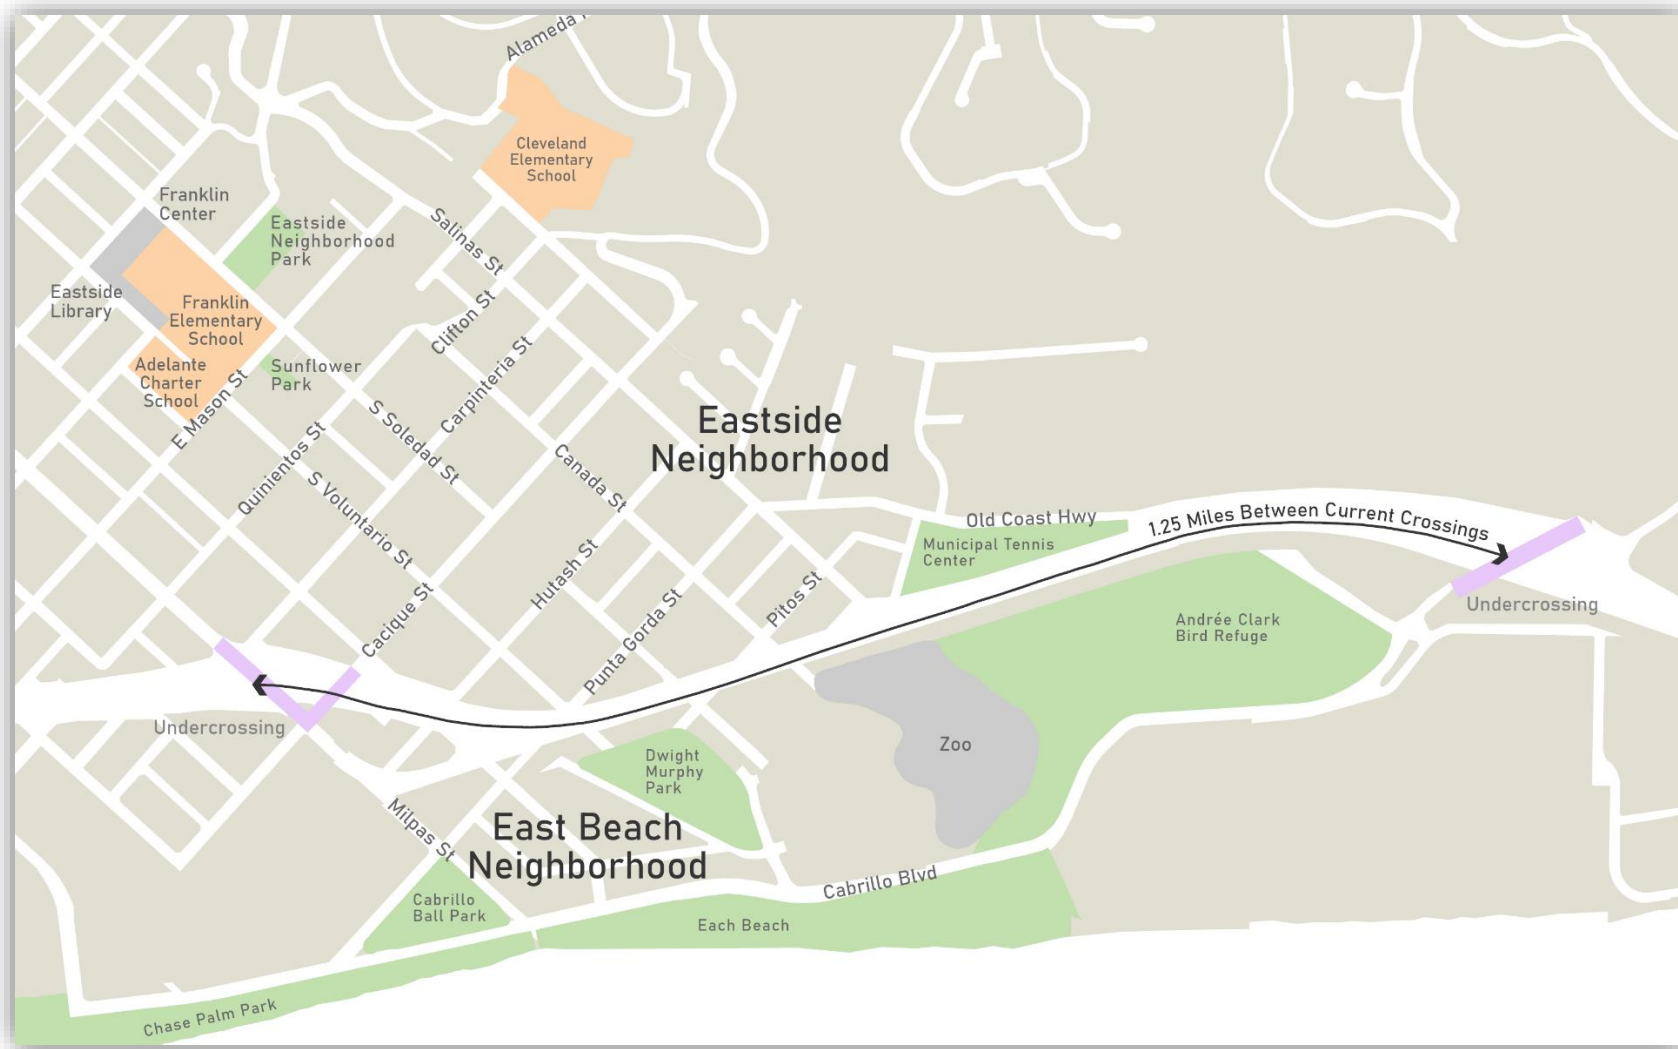 Alameda
Cleveland
Elementary
School
Franklin
Center
Eastside
Neighborhood
Park
Salinas St
Eastside
Library
Franklin
Elementary
School
Clifton St
Adelante
Charter
School
Sunflower
Park
Carpinteria St
E Mason St
S Soledad St
Eastside
Neighborhood
Quinientos St
S Voluntario St
Canada St
Old Coast Hwy
1.25 Miles Between Current Crossings
Municipal Tennis
Center
Hutash St
Pitos St
Cacique St
Punta Gorda St
Undercrossing
Andrée Clark
Bird Refuge
Undercrossing
Zoo
Dwight
Murphy
Park
Milpas St
East Beach
Neighborhood
Cabrillo Blvd
Cabrillo
Ball Park
Each Beach
Chase Palm Park